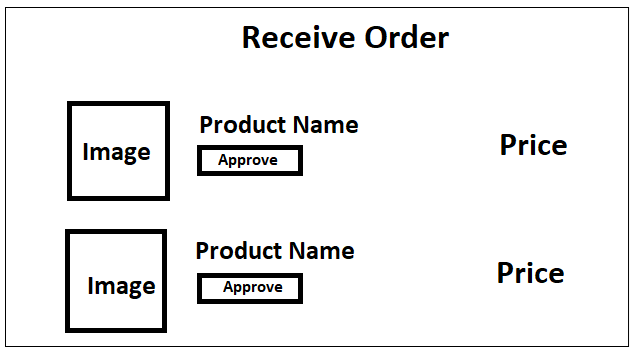 Receive Order
Image
Product Name
Approve
Price
Image
Product Name
Approve
Price